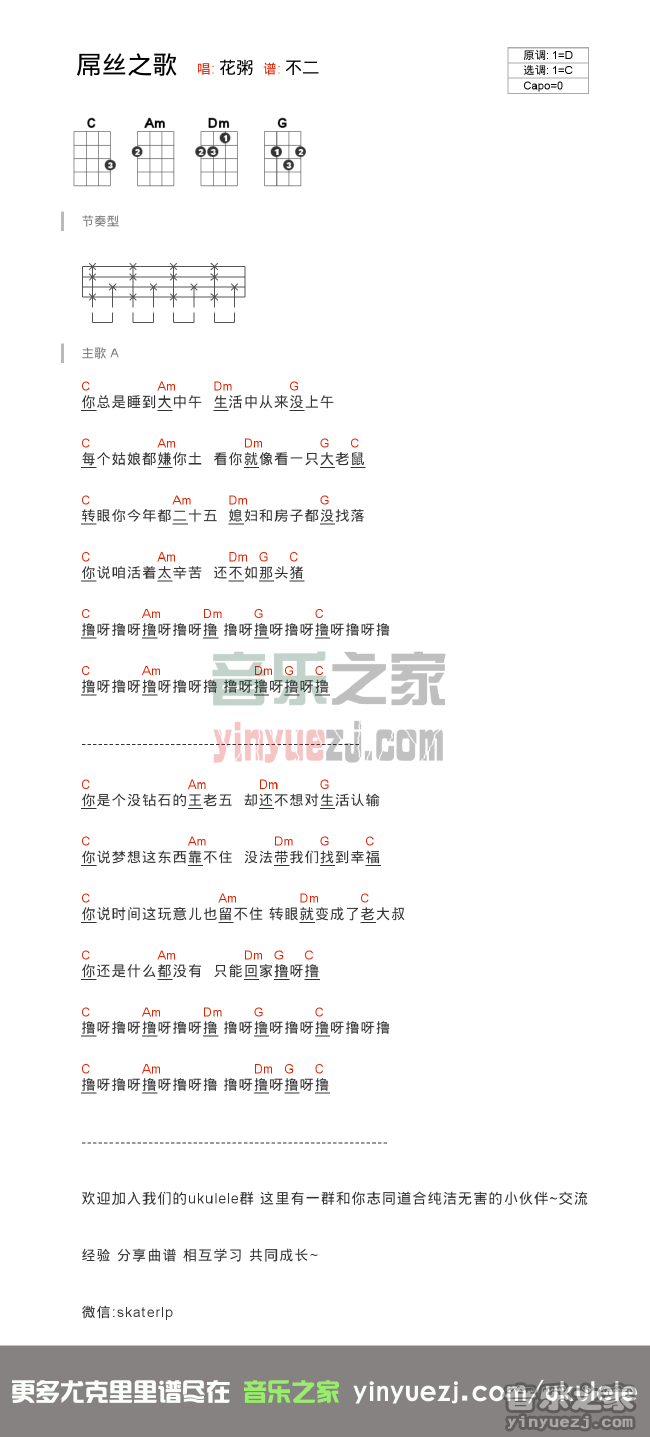 屌丝之歌 唱: 花粥 谱: 不二
原调: 1=D
选调: 1=C
Capo=0
C Am Dm G
3 2 2 3 1 1 3 2
节奏型
主歌 A
C Am Dm G
你总是睡到大中午 生活中从来没上午
C Am Dm G C
每个姑娘都嫌你土 看你就像看一只大老鼠
C Am Dm G
转眼你今年都二十五 媳妇和房子都没找落
C Am Dm G C
你说咱活着太辛苦 还不如那头猪
C Am Dm G C
撸呀撸呀撸呀撸呀撸 撸呀撸呀撸呀撸呀撸呀撸
C Am Dm G C
撸呀撸呀撸呀撸呀撸 撸呀撸呀撸呀撸
音乐之家
yinyuezj.com
C Am Dm G
你是个没钻石的王老五 却还不想对生活认输
C Am Dm G C
你说梦想这东西靠不住 没法带我们找到幸福
C Am Dm C
你说时间这玩意儿也留不住 转眼就变成了老大叔
C Am Dm G C
你还是什么都没有 只能回家撸呀撸
C Am Dm G C
撸呀撸呀撸呀撸呀撸 撸呀撸呀撸呀撸呀撸呀撸
C Am Dm G C
撸呀撸呀撸呀撸呀撸 撸呀撸呀撸呀撸
欢迎加入我们的ukulele群 这里有一群和你志同道合纯洁无害的小伙伴~交流
经验 分享曲谱 相互学习 共同成长~
微信:skaterlp
更多尤克里里谱尽在 音乐之家 yinyuezj.com/ukulele
音乐之家
yinyuezj.com